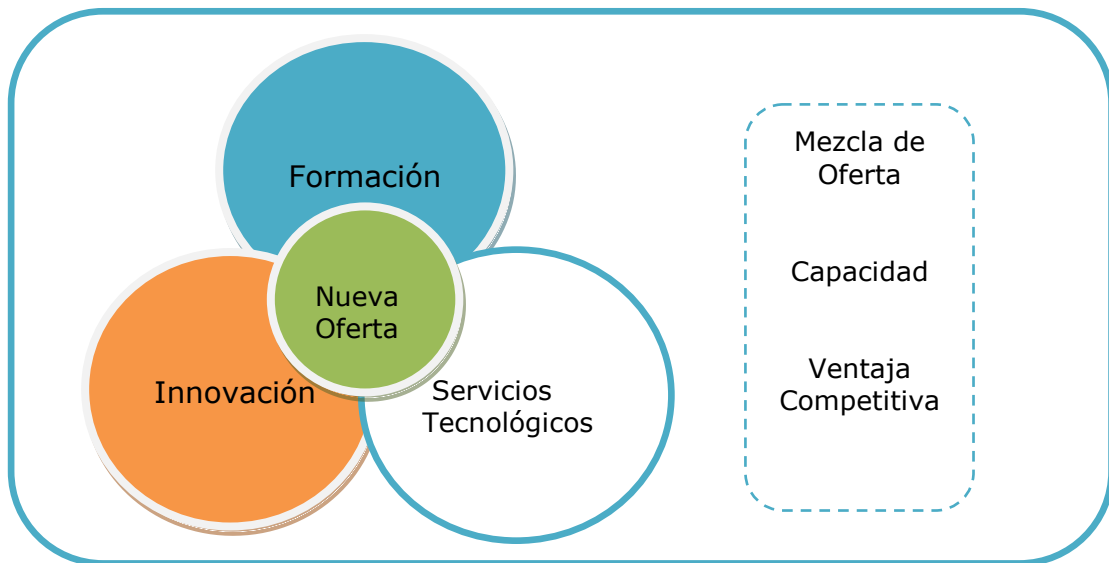 Formación
Nueva
Oferta
Innovación
Servicios
Tecnológicos
Mezcla de
Oferta
Capacidad
Ventaja
Competitiva